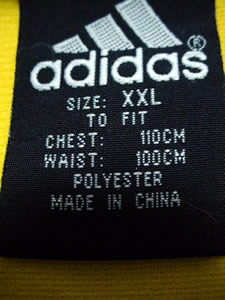 adidas®
SIZE: XXL
TO FIT
CHEST: 110CM
WAIST: 100CM
POLYESTER
MADE IN CHINA